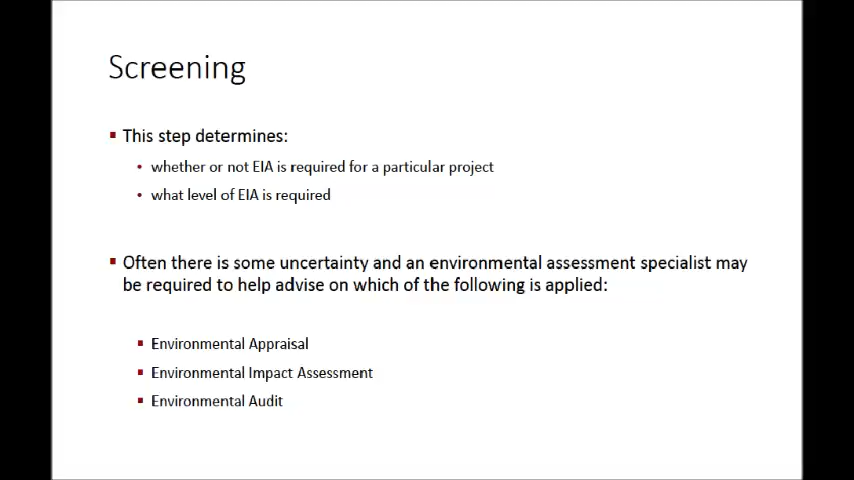 Screening
This step determines:
whether or not EIA is required for a particular project
what level of EIA is required
Often there is some uncertainty and an environmental assessment specialist may
be required to help advise on which of the following is applied:
Environmental Appraisal
Environmental Impact Assessment
Environmental Audit